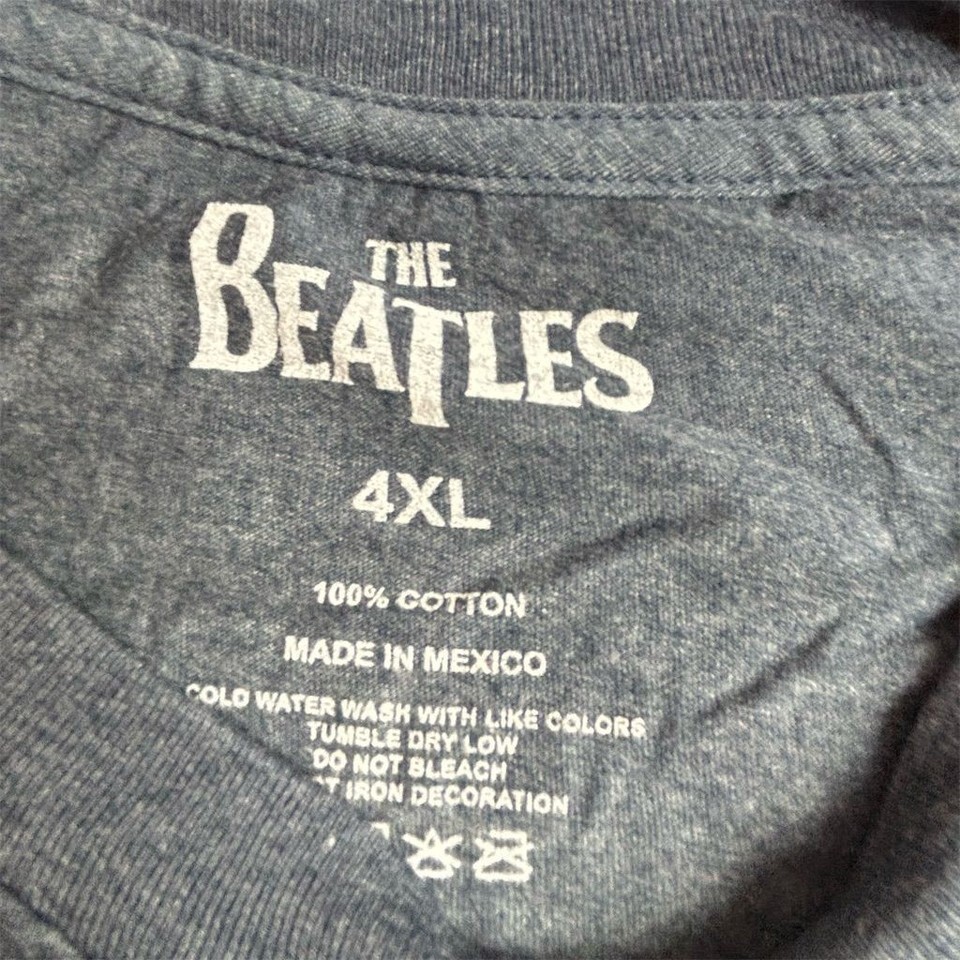 THE
BEATLES
4XL
100% COTTON
MADE IN MEXICO
COLD WATER WASH WITH LIKE COLORS
TUMBLE DRY LOW
DO NOT BLEACH
IRON DECORATION